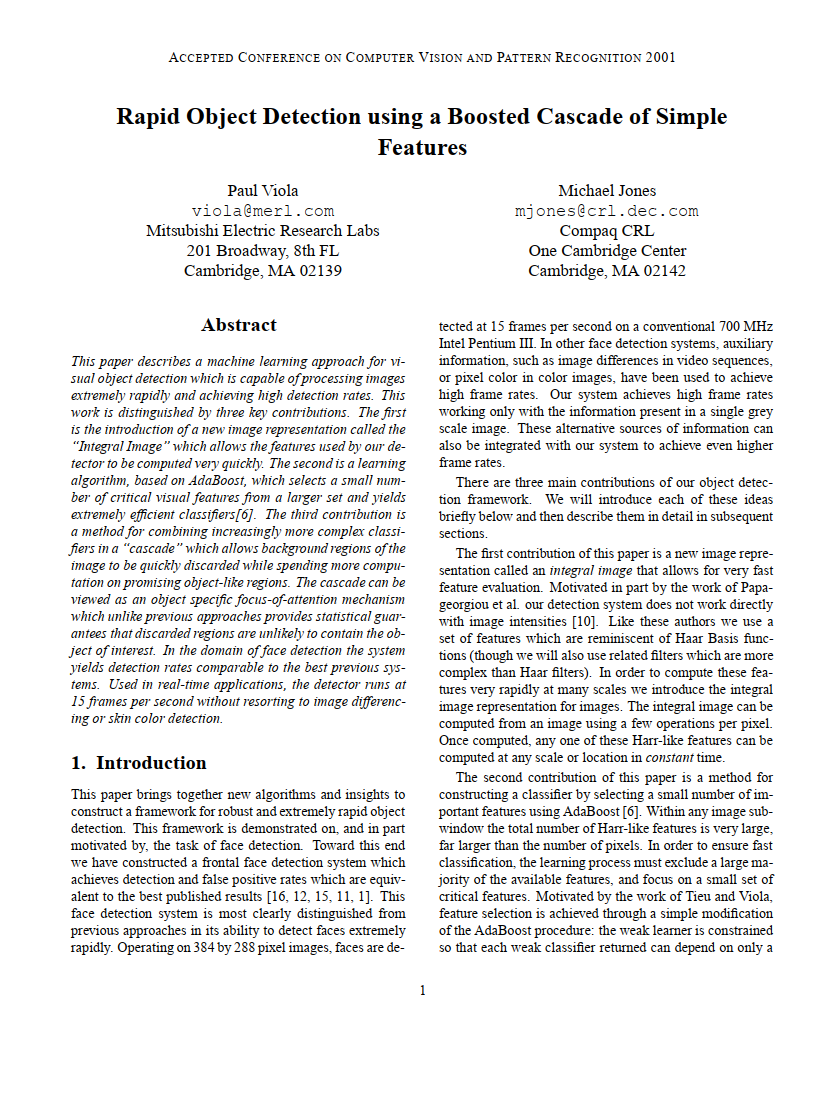 ACCEPTED CONFERENCE ON COMPUTER VISION AND PATTERN RECOGNITION 2001
Rapid Object Detection using a Boosted Cascade of Simple
Features
Paul Viola
viola@merl.com
Mitsubishi Electric Research Labs
201 Broadway, 8th FL
Cambridge, MA 02139
Michael Jones
mjones@crl.dec.com
Compaq CRL
One Cambridge Center
Cambridge, MA 02142
Abstract
This paper describes a machine learning approach for vi-
sual object detection which is capable of processing images
extremely rapidly and achieving high detection rates. This
work is distinguished by three key contributions. The first
is the introduction of a new image representation called the
“Integral Image” which allows the features used by our de-
tector to be computed very quickly. The second is a learning
algorithm, based on AdaBoost, which selects a small num-
ber of critical visual features from a larger set and yields
extremely efficient classifiers[6]. The third contribution is
a method for combining increasingly more complex classi-
fiers in a “cascade” which allows background regions of the
image to be quickly discarded while spending more compu-
tation on promising object-like regions. The cascade can be
viewed as an object specific focus-of-attention mechanism
which unlike previous approaches provides statistical guar-
antees that discarded regions are unlikely to contain the ob-
ject of interest. In the domain of face detection the system
yields detection rates comparable to the best previous sys-
tems. Used in real-time applications, the detector runs at
15 frames per second without resorting to image differenc-
ing or skin color detection.
1. Introduction
This paper brings together new algorithms and insights to
construct a framework for robust and extremely rapid object
detection. This framework is demonstrated on, and in part
motivated by, the task of face detection. Toward this end
we have constructed a frontal face detection system which
achieves detection and false positive rates which are equiv-
alent to the best published results [16, 12, 15, 11, 1]. This
face detection system is most clearly distinguished from
previous approaches in its ability to detect faces extremely
rapidly. Operating on 384 by 288 pixel images, faces are de-
tected at 15 frames per second on a conventional 700 MHz
Intel Pentium III. In other face detection systems, auxiliary
information, such as image differences in video sequences,
or pixel color in color images, have been used to achieve
high frame rates. Our system achieves high frame rates
working only with the information present in a single grey
scale image. These alternative sources of information can
also be integrated with our system to achieve even higher
frame rates.
There are three main contributions of our object detec-
tion framework. We will introduce each of these ideas
briefly below and then describe them in detail in subsequent
sections.
The first contribution of this paper is a new image repre-
sentation called an integral image that allows for very fast
feature evaluation. Motivated in part by the work of Papa-
georgiou et al. our detection system does not work directly
with image intensities [10]. Like these authors we use a
set of features which are reminiscent of Haar Basis func-
tions (though we will also use related filters which are more
complex than Haar filters). In order to compute these fea-
tures very rapidly at many scales we introduce the integral
image representation for images. The integral image can be
computed from an image using a few operations per pixel.
Once computed, any one of these Harr-like features can be
computed at any scale or location in constant time.
The second contribution of this paper is a method for
constructing a classifier by selecting a small number of im-
portant features using AdaBoost [6]. Within any image sub-
window the total number of Harr-like features is very large,
far larger than the number of pixels. In order to ensure fast
classification, the learning process must exclude a large ma-
jority of the available features, and focus on a small set of
critical features. Motivated by the work of Tieu and Viola,
feature selection is achieved through a simple modification
of the AdaBoost procedure: the weak learner is constrained
so that each weak classifier returned can depend on only a
1